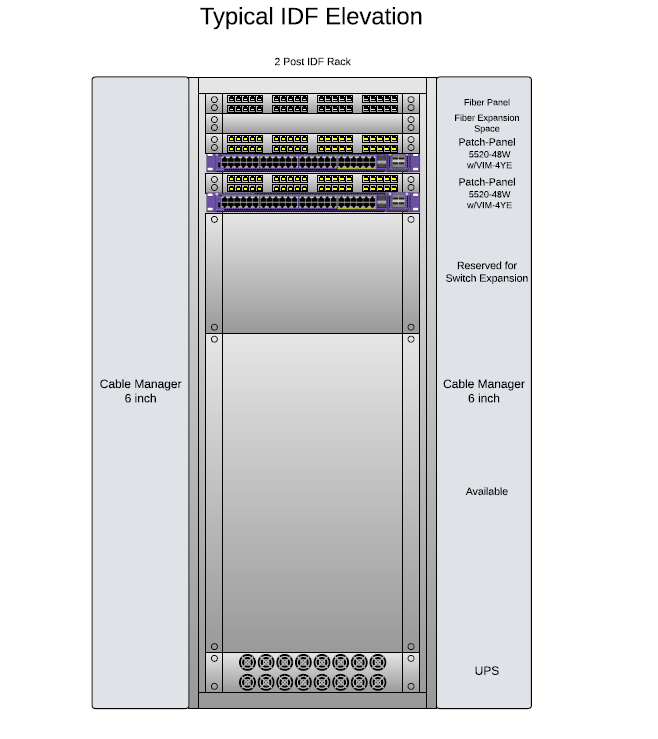 Typical IDF Elevation
2 Post IDF Rack
Fiber Panel
Fiber Expansion
Space
Patch-Panel
5520-48W
w/VIM-4YE
Patch-Panel
5520-48W
w/VIM-4YE
Reserved for
Switch Expansion
Cable Manager
6 inch
Cable Manager
6 inch
Available
UPS